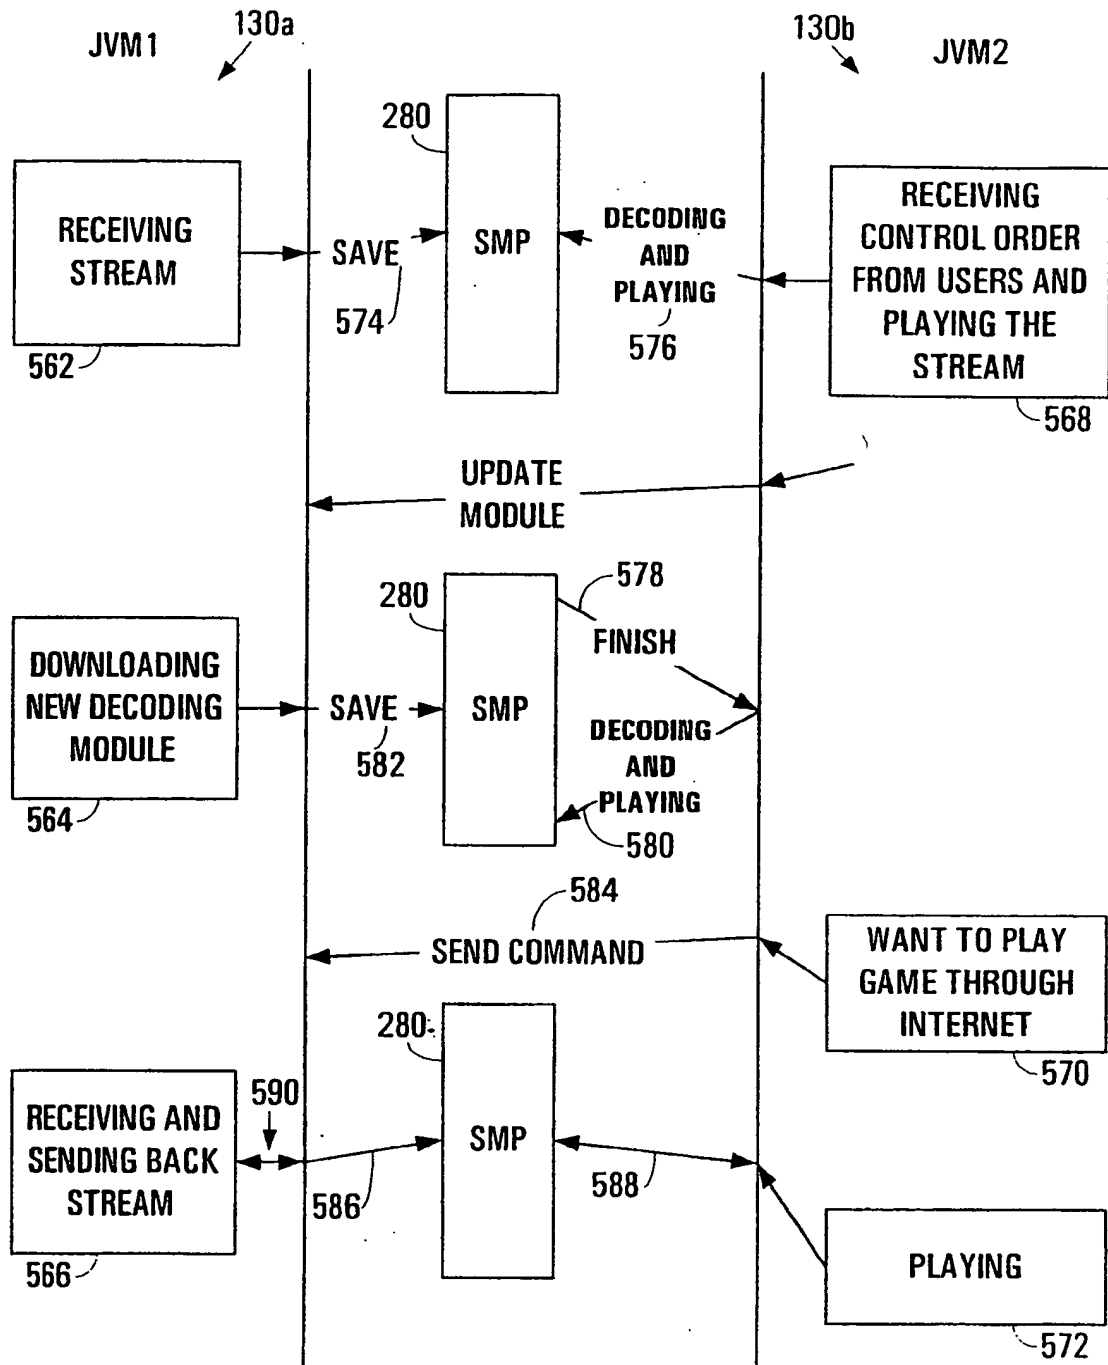 JVM1
130a
130b
JVM2
280
RECEIVING
STREAM
562
SAVE
574
SMP
DECODING
AND
PLAYING
576
RECEIVING
CONTROL ORDER
FROM USERS AND
PLAYING THE
STREAM
568
UPDATE
MODULE
280
578
FINISH
DOWNLOADING
NEW DECODING
MODULE
564
SAVE
582
SMP
DECODING
AND
PLAYING
580
584
SEND COMMAND
WANT TO PLAY
GAME THROUGH
INTERNET
570
280
590
RECEIVING AND
SENDING BACK
STREAM
566
586
SMP
588
PLAYING
572